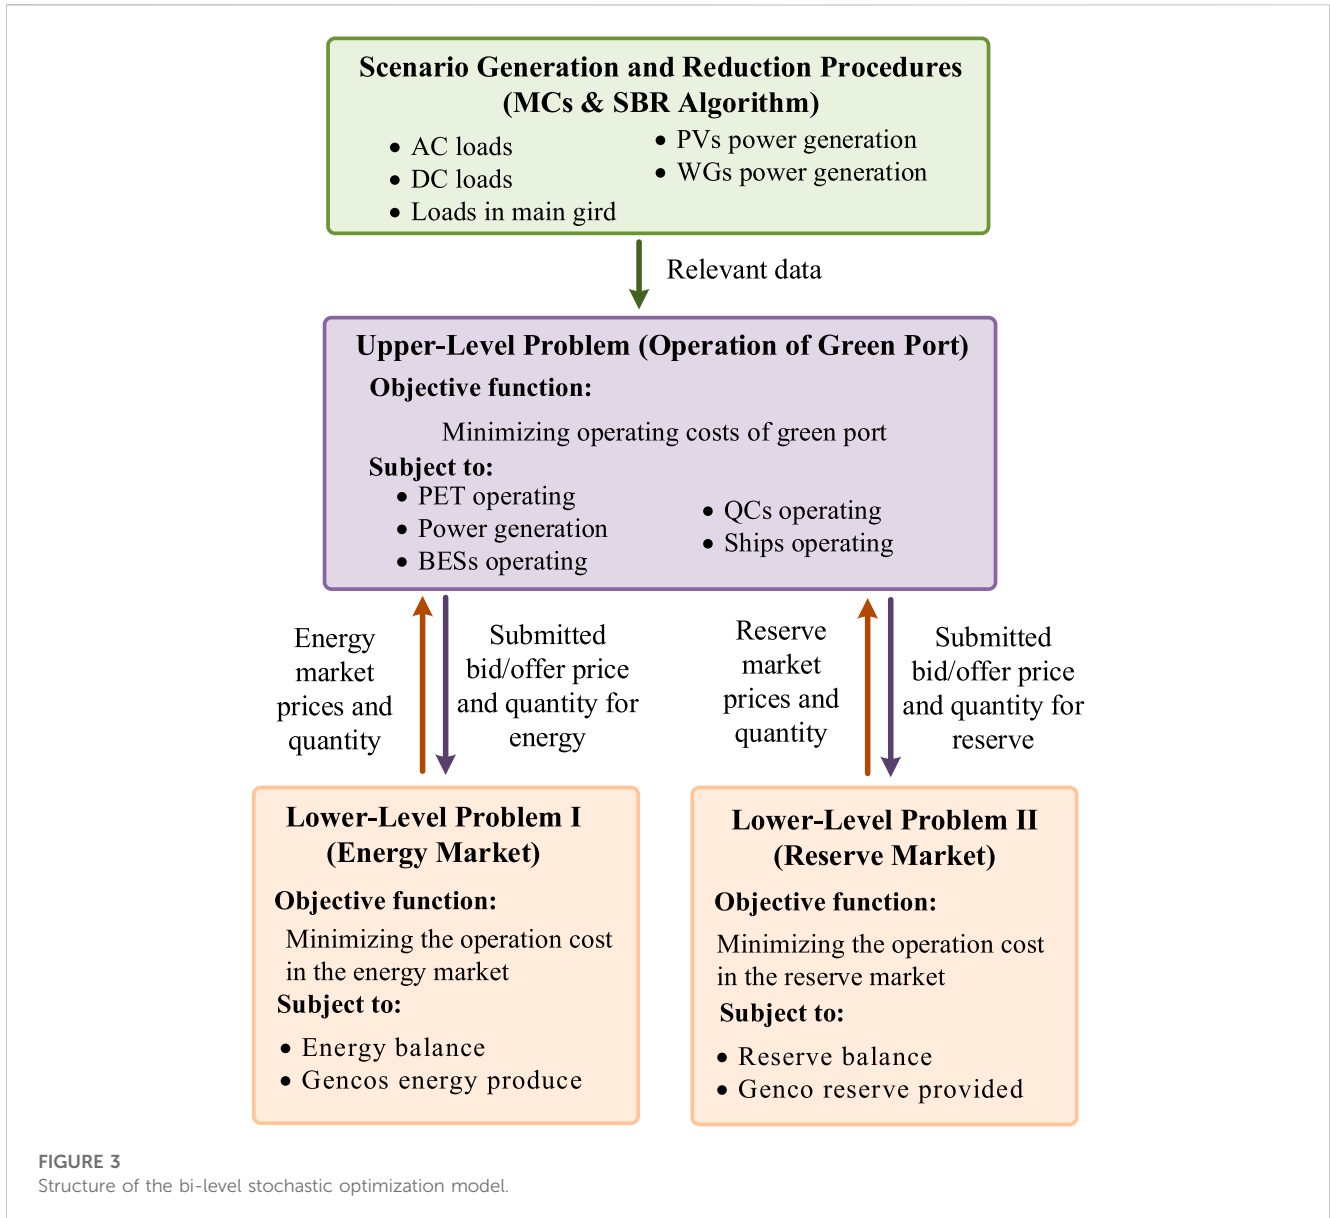 Scenario Generation and Reduction Procedures
(MCs & SBR Algorithm)
• AC loads
• DC loads
• Loads in main gird
• PVs power generation
• WGs power generation
Relevant data
Upper-Level Problem (Operation of Green Port)
Objective function:
Minimizing operating costs of green port
Subject to:
• PET operating
• Power generation
• BESs operating
• QCs operating
• Ships operating
Energy
market
prices and
quantity
Submitted
bid/offer price
and quantity for
energy
Reserve
market
prices and
quantity
Submitted
bid/offer price
and quantity for
reserve
Lower-Level Problem I
(Energy Market)
Objective function:
Minimizing the operation cost
in the energy market
Subject to:
• Energy balance
• Gencos energy produce
Lower-Level Problem II
(Reserve Market)
Objective function:
Minimizing the operation cost
in the reserve market
Subject to:
• Reserve balance
• Genco reserve provided
FIGURE 3
Structure of the bi-level stochastic optimization model.